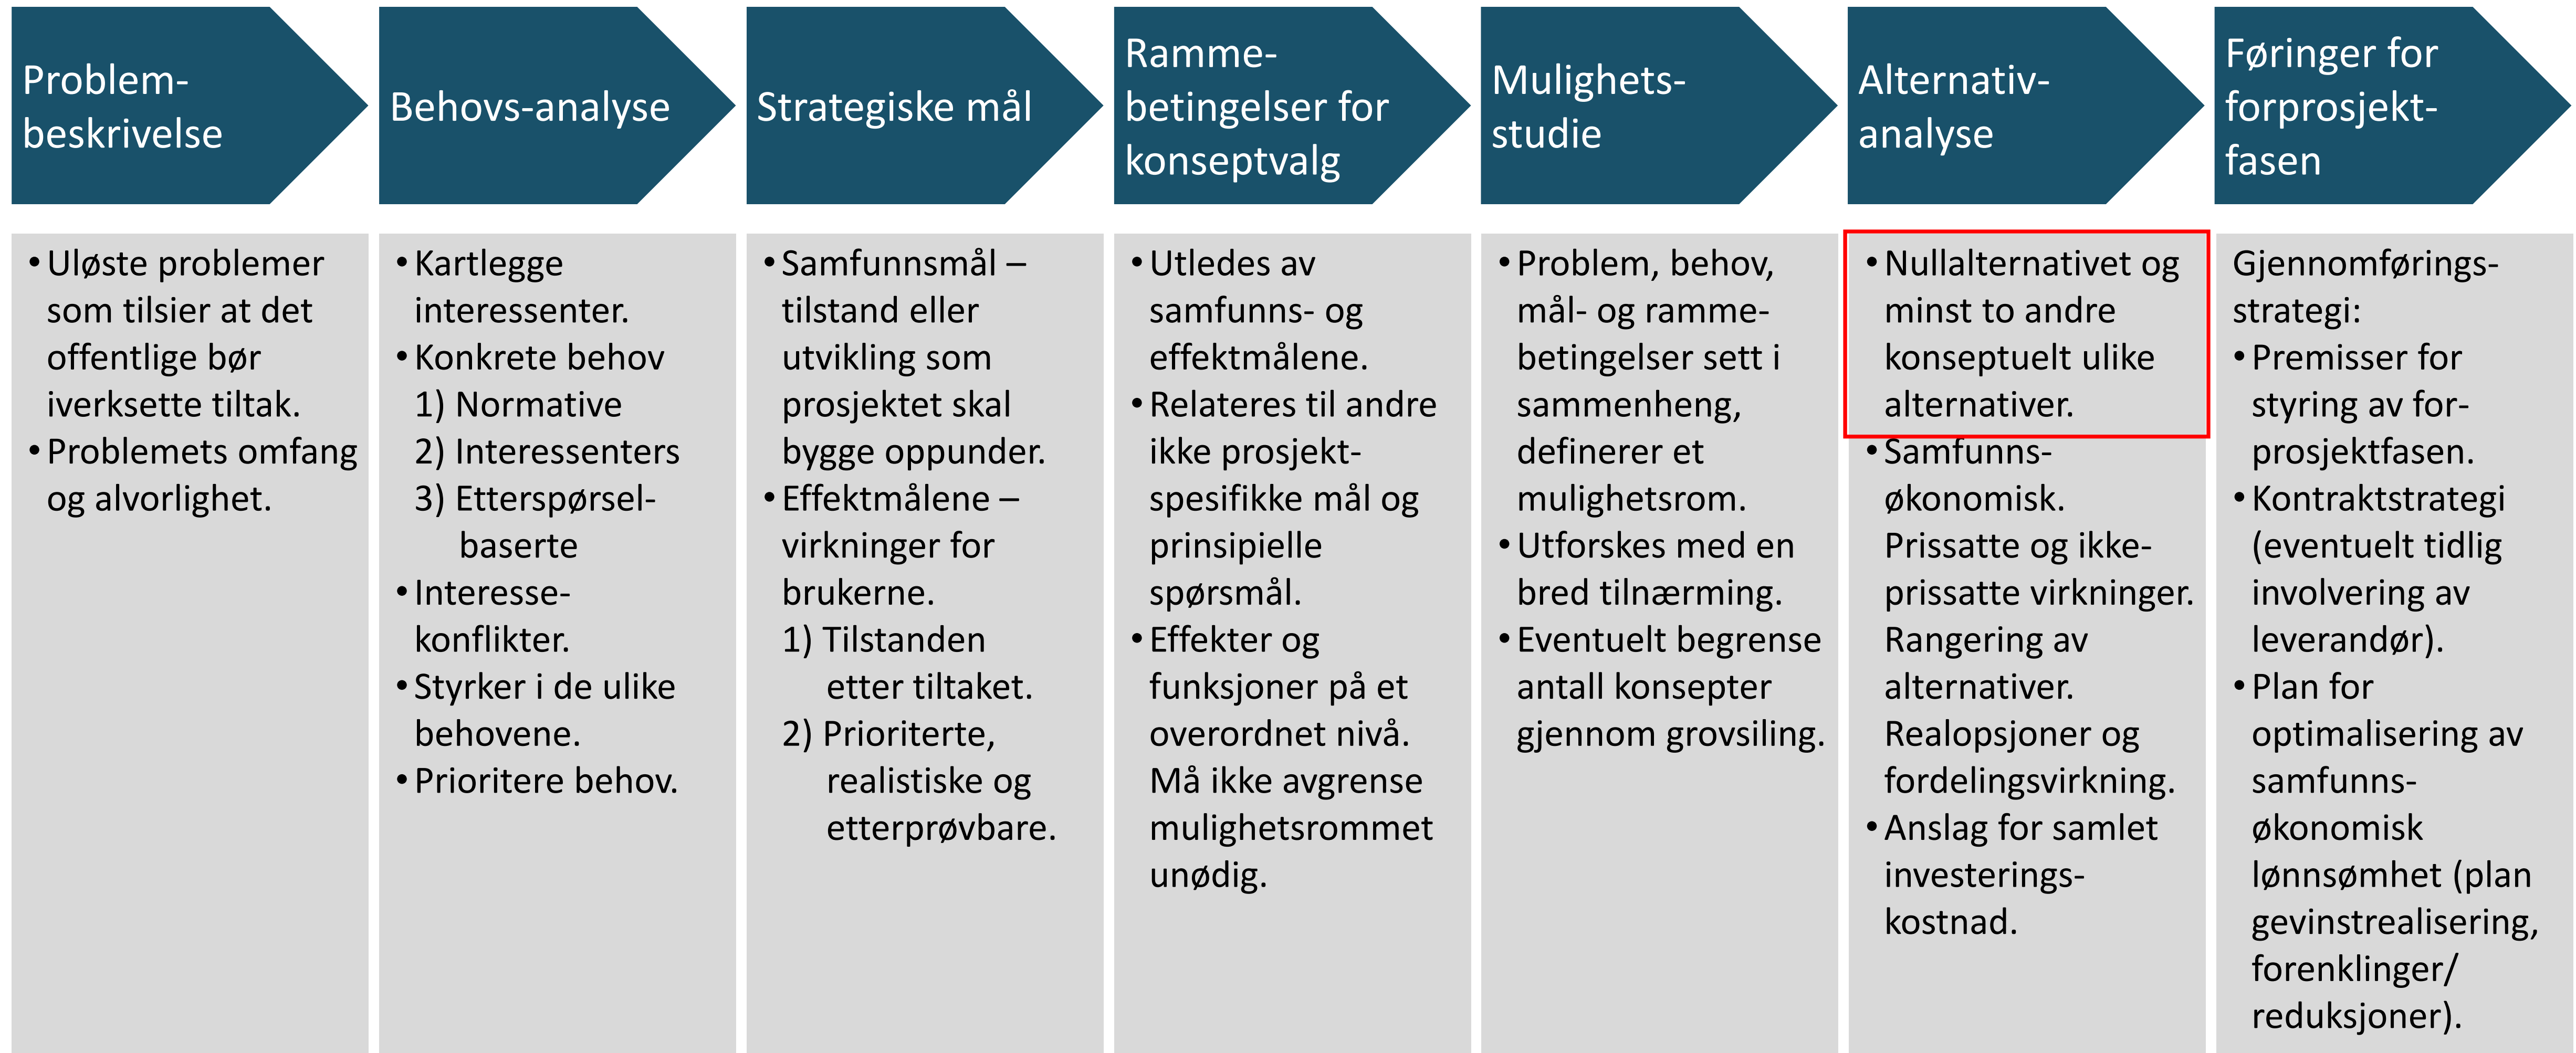 Problem-
beskrivelse
Behovs-analyse
Strategiske mål
Ramme-
betingelser for
konseptvalg
Mulighets-
studie
Alternativ-
analyse
Føringer for
forprosjekt-
fasen
• Uløste problemer
som tilsier at det
offentlige bør
iverksette tiltak.
• Problemets omfang
og alvorlighet.
• Kartlegge
interessenter.
• Konkrete behov
1) Normative
2) Interessenters
3) Etterspørsel-
baserte
• Interesse-
konflikter.
• Styrker i de ulike
behovene.
• Prioritere behov.
• Samfunnsmål –
tilstand eller
utvikling som
prosjektet skal
bygge oppunder.
• Effektmålene –
virkninger for
brukerne.
1) Tilstanden
etter tiltaket.
2) Prioriterte,
realistiske og
etterprøvbare.
• Utledes av
samfunns- og
effektmålene.
• Relateres til andre
ikke prosjekt-
spesifikke mål og
prinsipielle
spørsmål.
• Effekter og
funksjoner på et
overordnet nivå.
Må ikke avgrense
mulighetsrommet
unødig.
• Problem, behov,
mål- og ramme-
betingelser sett i
sammenheng,
definerer et
mulighetsrom.
• Utforskes med en
bred tilnærming.
• Eventuelt begrense
antall konsepter
gjennom grovsiling.
• Nullalternativet og
minst to andre
konseptuelt ulike
alternativer.
• Samfunns-
økonomisk.
Prissatte og ikke-
prissatte virkninger.
Rangering av
alternativer.
Realopsjoner og
fordelingsvirkning.
• Anslag for samlet
investerings-
kostnad.
Gjennomførings-
strategi:
• Premisser for
styring av for-
prosjektfasen.
• Kontraktstrategi
(eventuelt tidlig
involvering av
leverandør).
• Plan for
optimalisering av
samfunns-
økonomisk
lønnsømhet (plan
gevinstrealisering,
forenklinger/
reduksjoner).